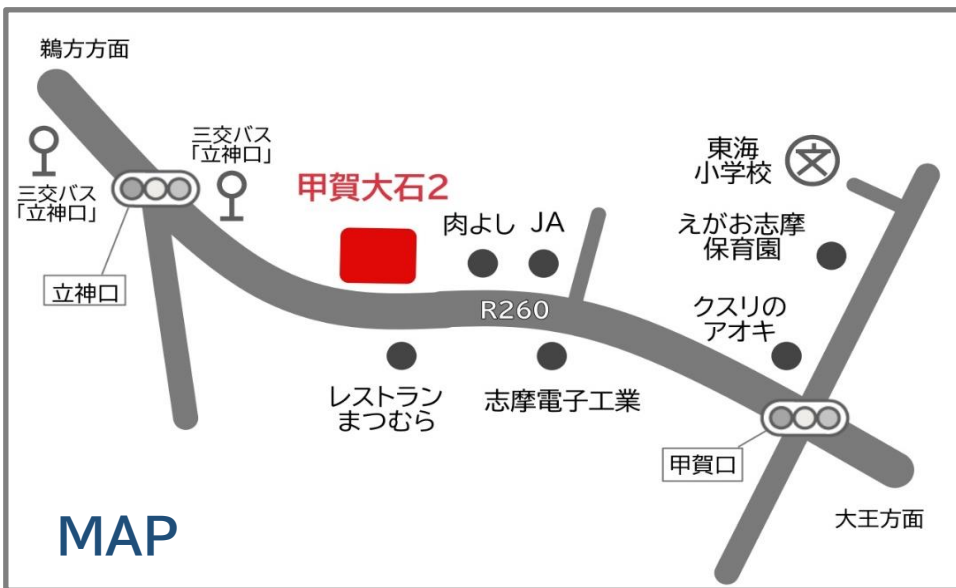 鵜方方面
三交バス
「立神口」
三交バス
「立神口」
立神口
甲賀大石2
肉よし
JA
東海
小学校
文
えがお志摩
保育園
R260
クスリの
アオキ
レストラン
まつむら
志摩電子工業
甲賀口
大王方面
MAP